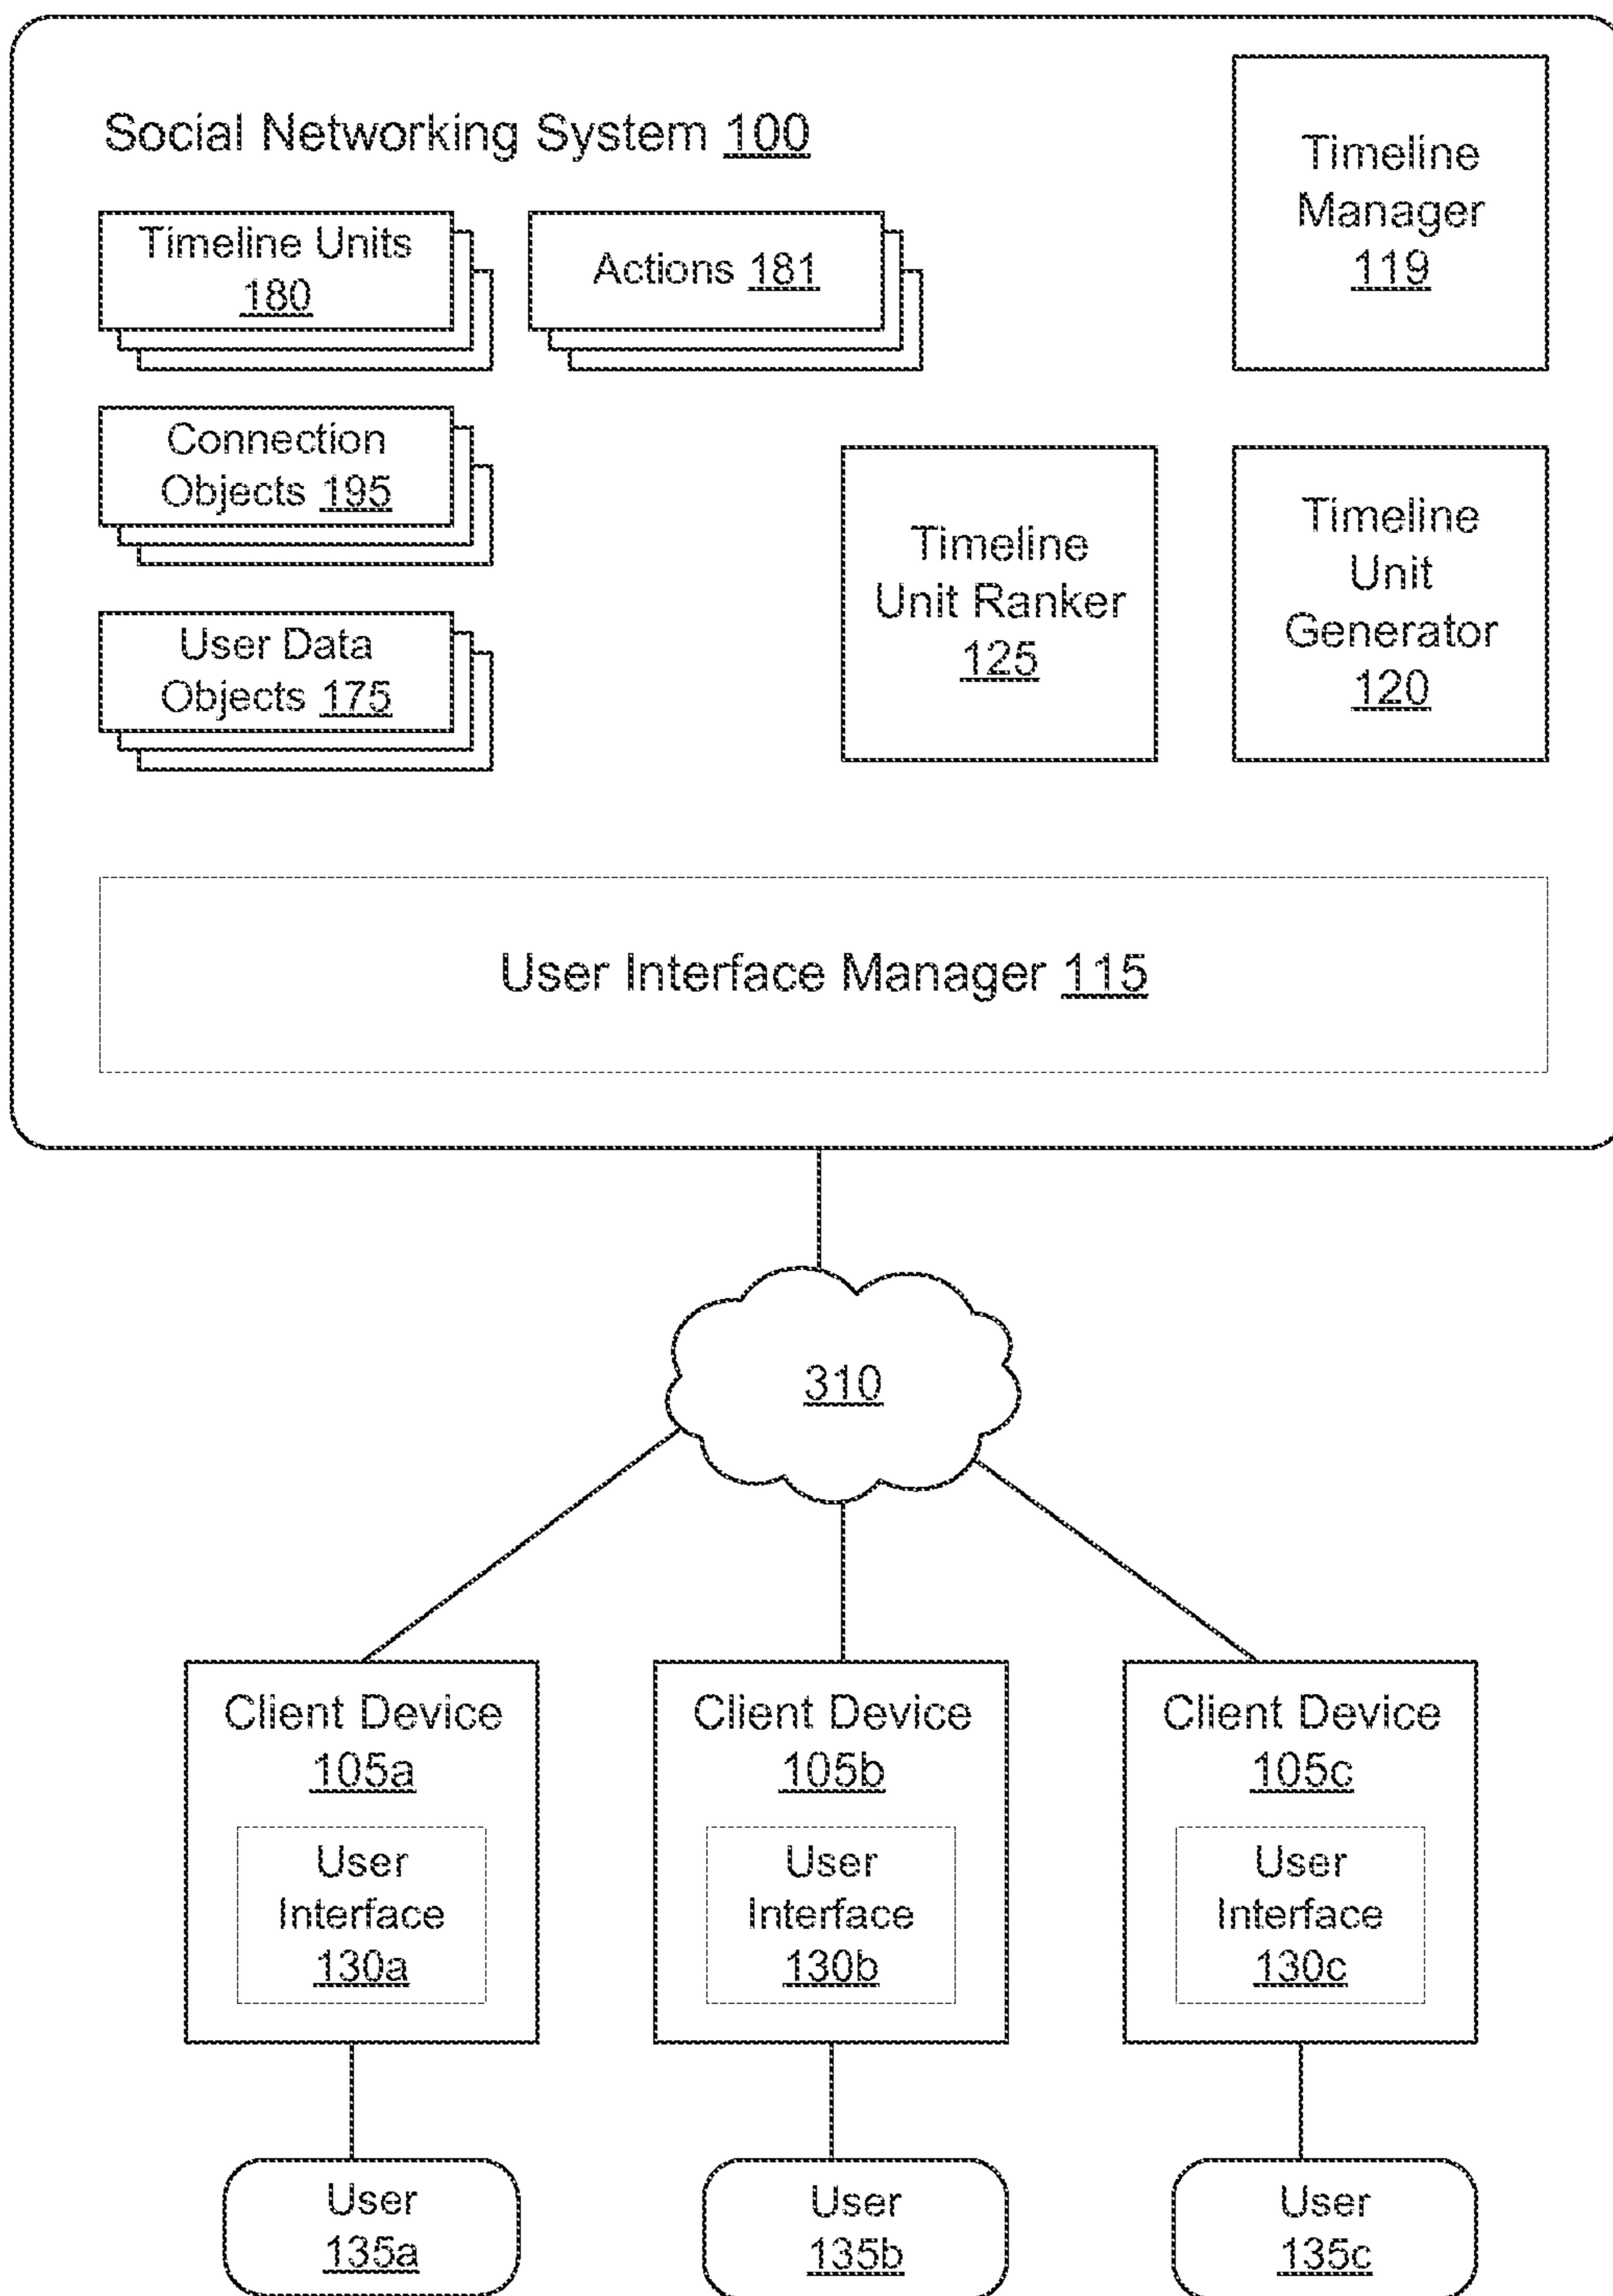 Social Networking System 100
Timeline
Manager
119
Timeline Units
180
Actions 181
Connection
Objects 195
Timeline
Unit Ranker
125
Timeline
Unit
Generator
120
User Data
Objects 175
User Interface Manager 115
310
Client Device
105a
User
Interface
130a
Client Device
105b
User
Interface
130b
Client Device
105c
User
Interface
130c
User
135a
User
135b
User
135c